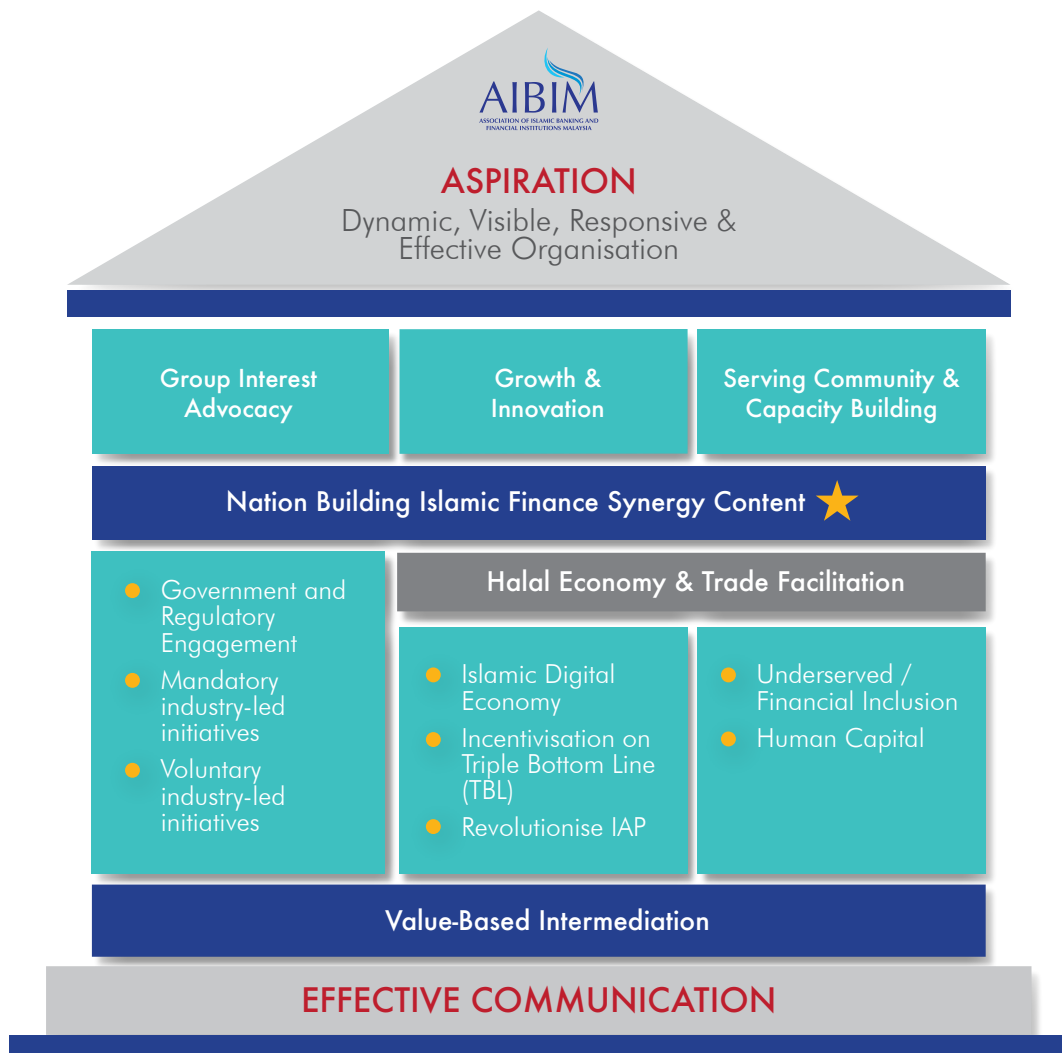 AIBIM
ASSOCIATION OF ISLAMIC BANKING AND
FINANCIAL INSTITUTIONS MALAYSIA
ASPIRATION
Dynamic, Visible, Responsive &
Effective Organisation
Group Interest
Advocacy
Growth &
Innovation
Serving Community &
Capacity Building
Nation Building Islamic Finance Synergy Content
Government and
Regulatory
Engagement
Mandatory
industry-led
initiatives
Voluntary
industry-led
initiatives
Halal Economy & Trade Facilitation
Islamic Digital
Economy
Incentivisation on
Triple Bottom Line
(TBL)
Revolutionise IAP
Underserved /
Financial Inclusion
Human Capital
Value-Based Intermediation
EFFECTIVE COMMUNICATION